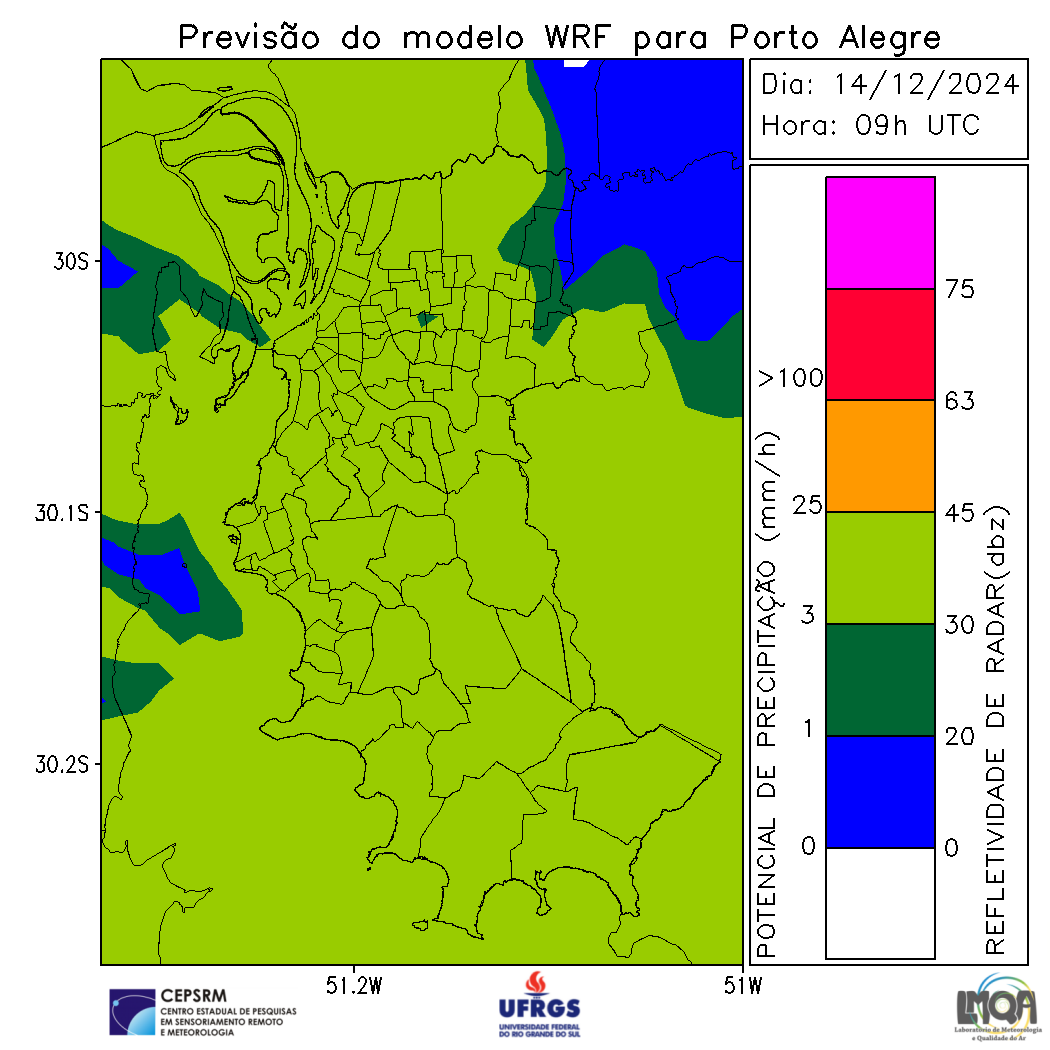 Previsão do modelo WRF para Porto Alegre
Dia: 14/12/2024
Hora: 09h UTC
30S
30.1S
30.2S
51.2W
51W
POTENCIAL DE PRECIPITAÇÃO (mm/h)
>100
25
3
1
0
75
63
45
30
20
0
REFLETIVIDADE DE RADAR(dbz)
CEPSRM
CENTRO ESTADUAL DE PESQUISAS
EM SENSORIAMENTO REMOTO
E METEOROLOGIA
UFRGS
UNIVERSIDADE FEDERAL
DO RIO GRANDE DO SUL
LMQA
Laboratório de Meteorologia
e Qualidade do Ar